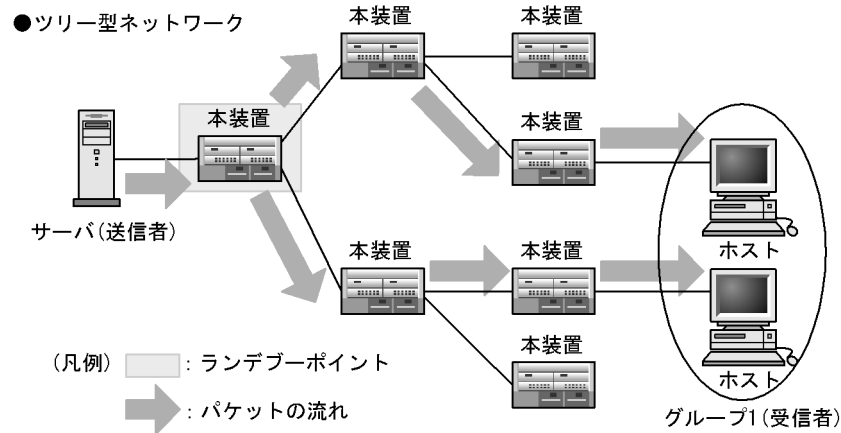 ●ツリー型ネットワーク
本装置
本装置
本装置
本装置
サーバ(送信者)
ホスト
本装置
本装置
ホスト
本装置
(凡例)
：ランデブーポイント
：パケットの流れ
グループ1(受信者)